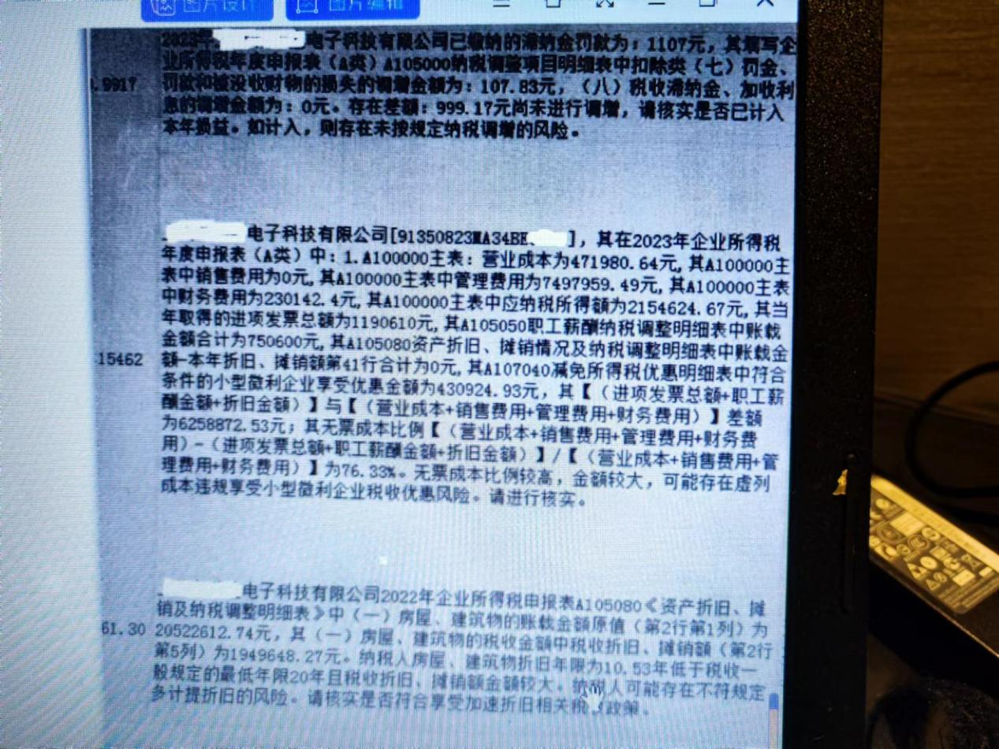 图片设计 图片编辑
2023年 电子科技有限公司已缴纳的滞纳金罚款为：1107元，其填写企
业所得税年度申报表（A类）A105000纳税调整项目明细表中扣除类（七）罚金、
.9917
罚款和被没收财物的损失的调增金额为：107.83元，（八）税收滞纳金、加收利
息的调增金额为：0元。存在差额：999.17元尚未进行调增，请核实是否已计入
本年损益。如计入，则存在未按规定纳税调增的风险。
电子科技有限公司[91350823MA34BE ]，其在2023年企业所得税
年度申报表（A类）中：1.A100000主表：营业成本为471980.64元,其A100000主
表中销售费用为0元,其A100000主表中管理费用为7497959.49元,其A100000主表
中财务费用为230142.4元,其A100000主表中应纳税所得额为2154624.67元,其当
年取得的进项发票总额为1190610元,其A105050职工薪酬纳税调整明细表中账载
金额合计为750600元,其A105080资产折旧、摊销情况及纳税调整明细表中账载金
15462
额-本年折旧、摊销额第41行合计为0元,其A107040减免所得税优惠明细表中符合
条件的小型微利企业享受优惠金额为430924.93元，其【（进项发票总额+职工薪
酬金额+折旧金额）】与【（营业成本+销售费用+管理费用+财务费用）】差额
为6258872.53元；其无票成本比例【（营业成本+销售费用+管理费用+财务费
用）-（进项发票总额+职工薪酬金额+折旧金额）】/【（营业成本+销售费用+管
理费用+财务费用）】为76.33%。无票成本比例较高，金额较大，可能存在虚列
成本违规享受小型微利企业税收优惠风险。请进行核实。
电子科技有限公司2022年企业所得税申报表A105080《资产折旧、摊
销及纳税调整明细表》中（一）房屋、建筑物的账载金额原值（第2行第1列）为
61.30
20522612.74元，其（一）房屋、建筑物的税收金额中税收折旧、摊销额（第2行
第5列）为1949648.27元。纳税人房屋、建筑物折旧年限为10.53年低于税收一
般规定的最低年限20年且税收折旧、摊销额金额较大。纳税人可能存在不符规定
多计提折旧的风险。请核实是否符合享受加速折旧相关税 政策。